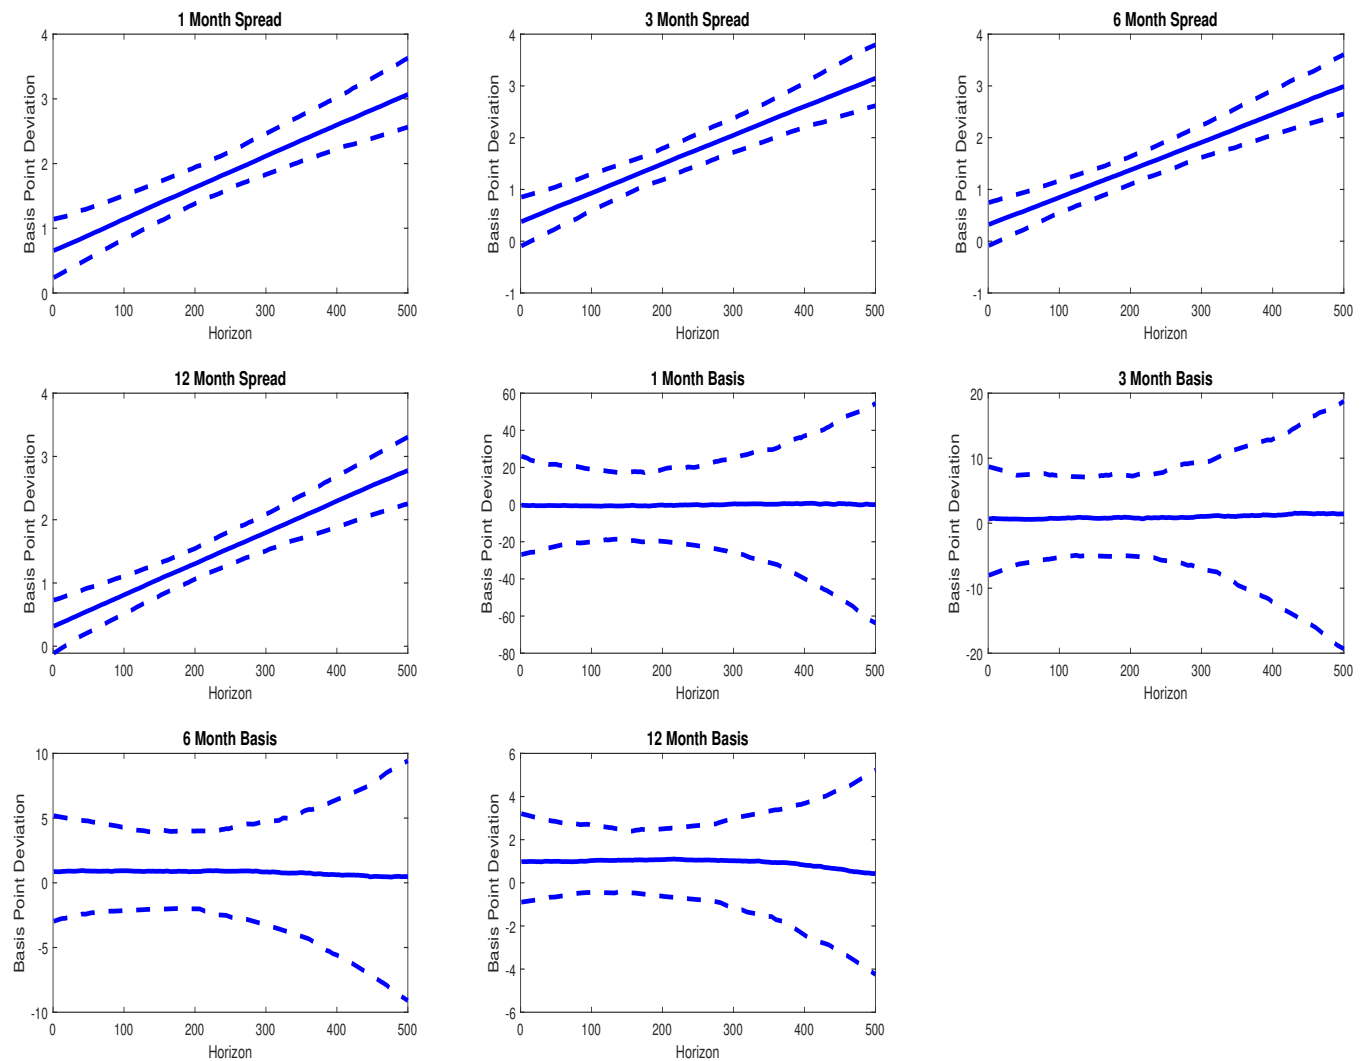 1 Month Spread
4
3
2
1
0
Basis Point Deviation
0 100 200 300 400 500
Horizon
3 Month Spread
4
3
2
1
0
-1
Basis Point Deviation
0 100 200 300 400 500
Horizon
6 Month Spread
4
3
2
1
0
-1
Basis Point Deviation
0 100 200 300 400 500
Horizon
12 Month Spread
4
3
2
1
0
Basis Point Deviation
0 100 200 300 400 500
Horizon
1 Month Basis
60
40
20
0
-20
-40
-60
-80
Basis Point Deviation
0 100 200 300 400 500
Horizon
3 Month Basis
20
10
0
-10
-20
Basis Point Deviation
0 100 200 300 400 500
Horizon
6 Month Basis
10
5
0
-5
-10
Basis Point Deviation
0 100 200 300 400 500
Horizon
12 Month Basis
6
4
2
0
-2
-4
-6
Basis Point Deviation
0 100 200 300 400 500
Horizon